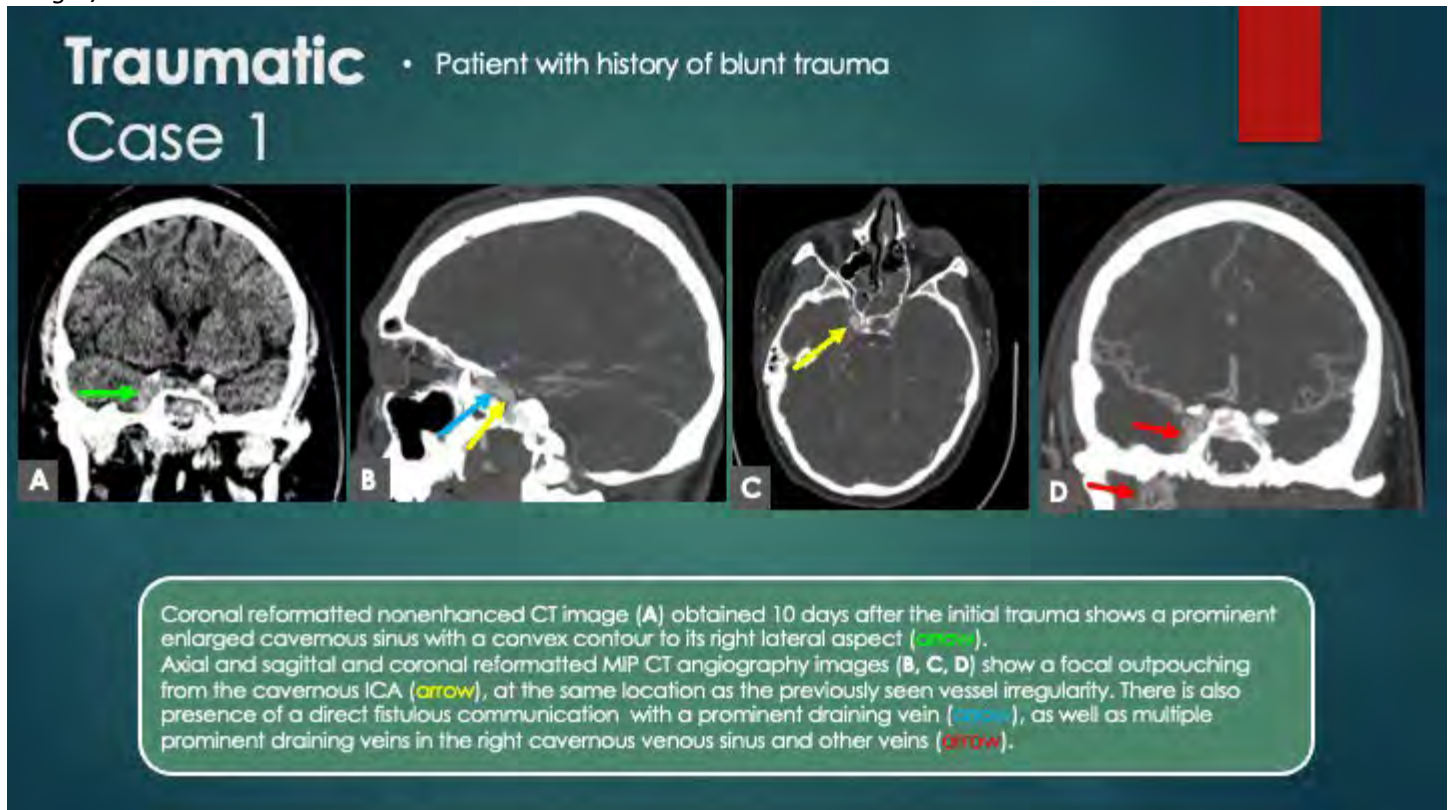 Traumatic
• Patient with history of blunt trauma
Case 1
A
B
C
D
Coronal reformatted nonenhanced CT image (A) obtained 10 days after the initial trauma shows a prominent
enlarged cavernous sinus with a convex contour to its right lateral aspect (arrow).
Axial and sagittal and coronal reformatted MIP CT angiography images (B, C, D) show a focal outpouching
from the cavernous ICA (arrow), at the same location as the previously seen vessel irregularity. There is also
presence of a direct fistulous communication with a prominent draining vein (arrow), as well as multiple
prominent draining veins in the right cavernous venous sinus and other veins (arrow).